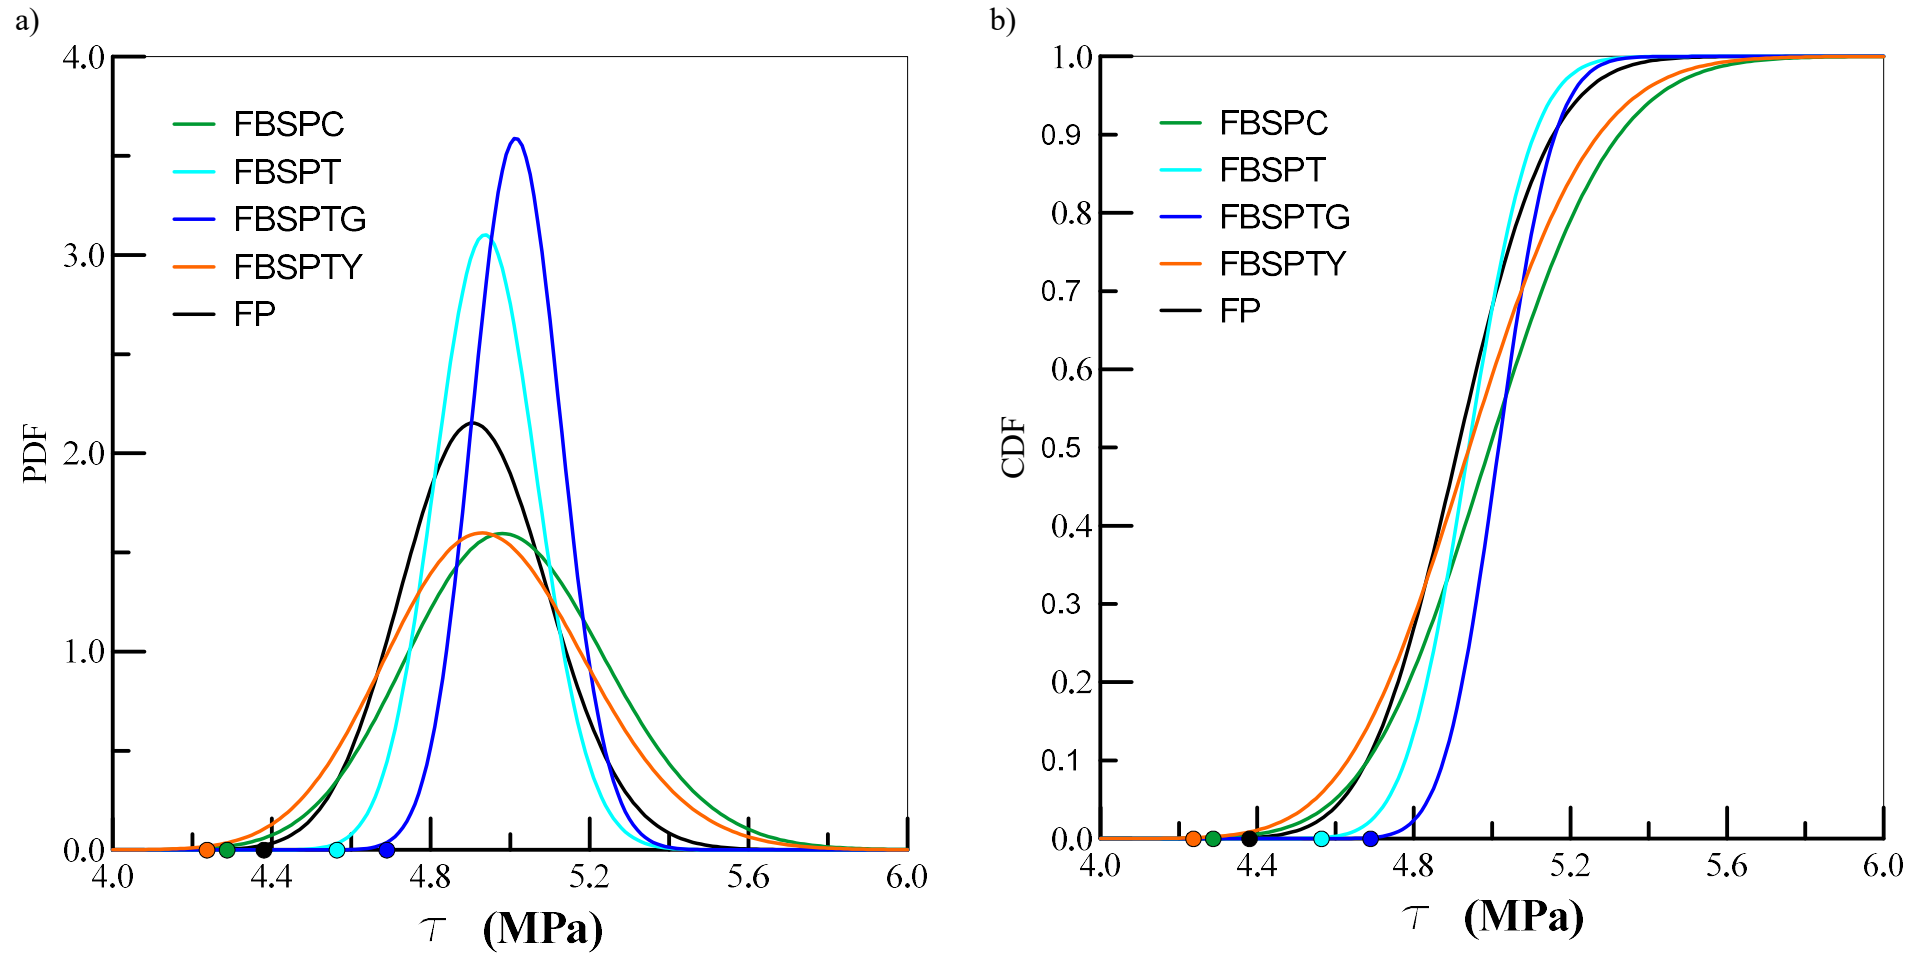 a)
4.0
3.0
2.0
1.0
0.0
PDF
FBSPC
FBSPT
FBSPTG
FBSPTY
FP
4.0 4.4 4.8 5.2 5.6 6.0
τ (MPa)
b)
1.0
0.9
0.8
0.7
0.6
0.5
0.4
0.3
0.2
0.1
0.0
CDF
FBSPC
FBSPT
FBSPTG
FBSPTY
FP
4.0 4.4 4.8 5.2 5.6 6.0
τ (MPa)